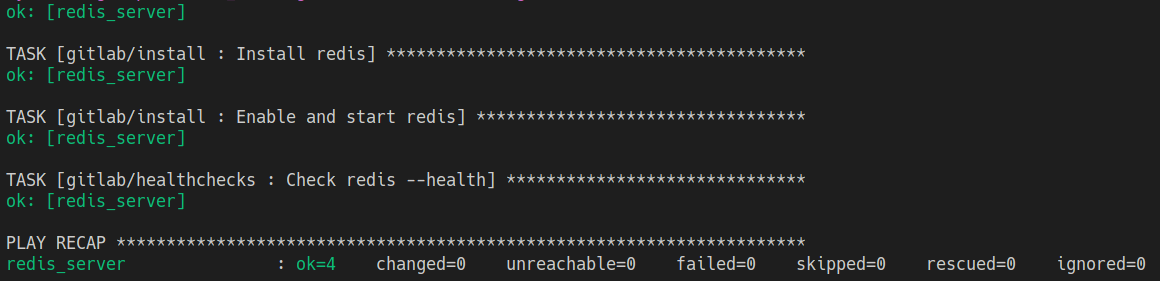 ok: [redis_server]
TASK [gitlab/install : Install redis] ******************************************
ok: [redis_server]
TASK [gitlab/install : Enable and start redis] *********************************
ok: [redis_server]
TASK [gitlab/healthchecks : Check redis --health] ******************************
ok: [redis_server]
PLAY RECAP *********************************************************************
redis_server               : ok=4    changed=0    unreachable=0    failed=0    skipped=0    rescued=0    ignored=0